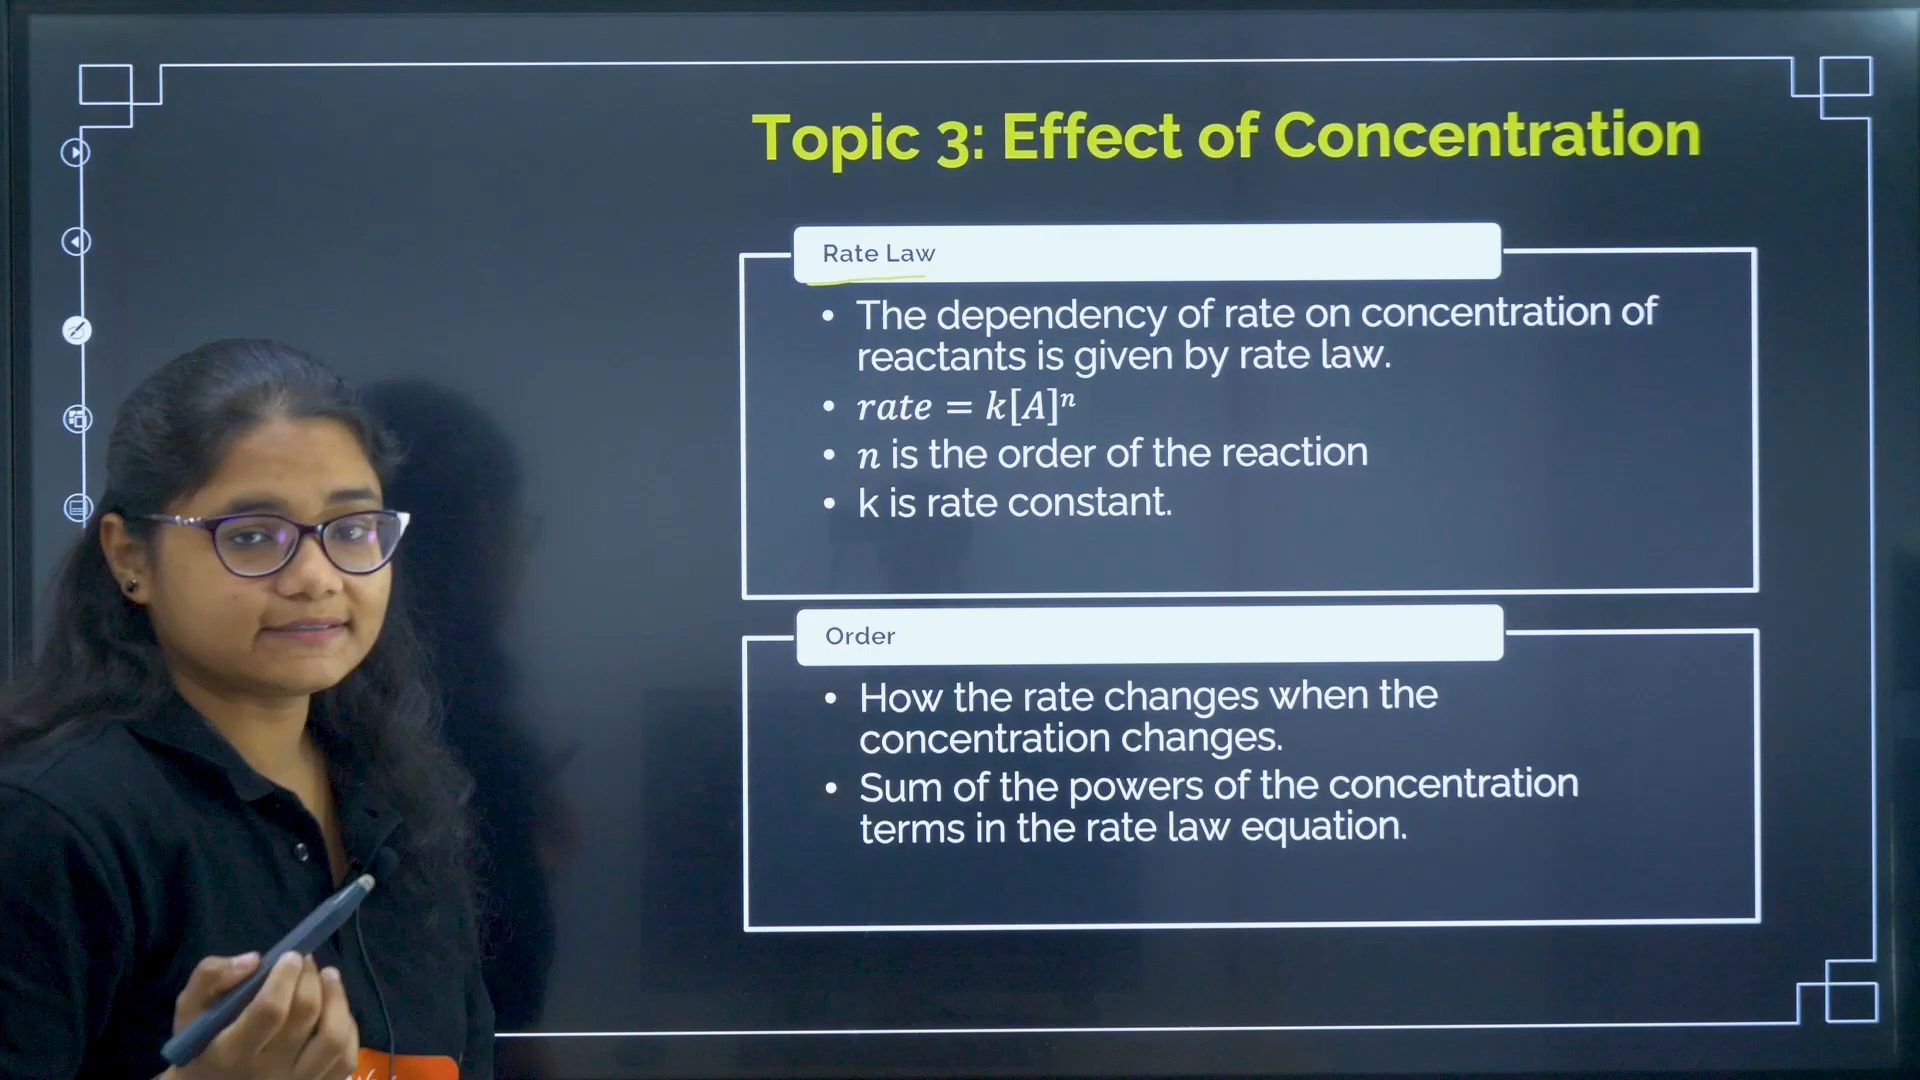 Topic 3: Effect of Concentration
Rate Law
• The dependency of rate on concentration of
reactants is given by rate law.
• rate = k[A]ⁿ
• n is the order of the reaction
• k is rate constant.
Order
• How the rate changes when the
concentration changes.
• Sum of the powers of the concentration
terms in the rate law equation.